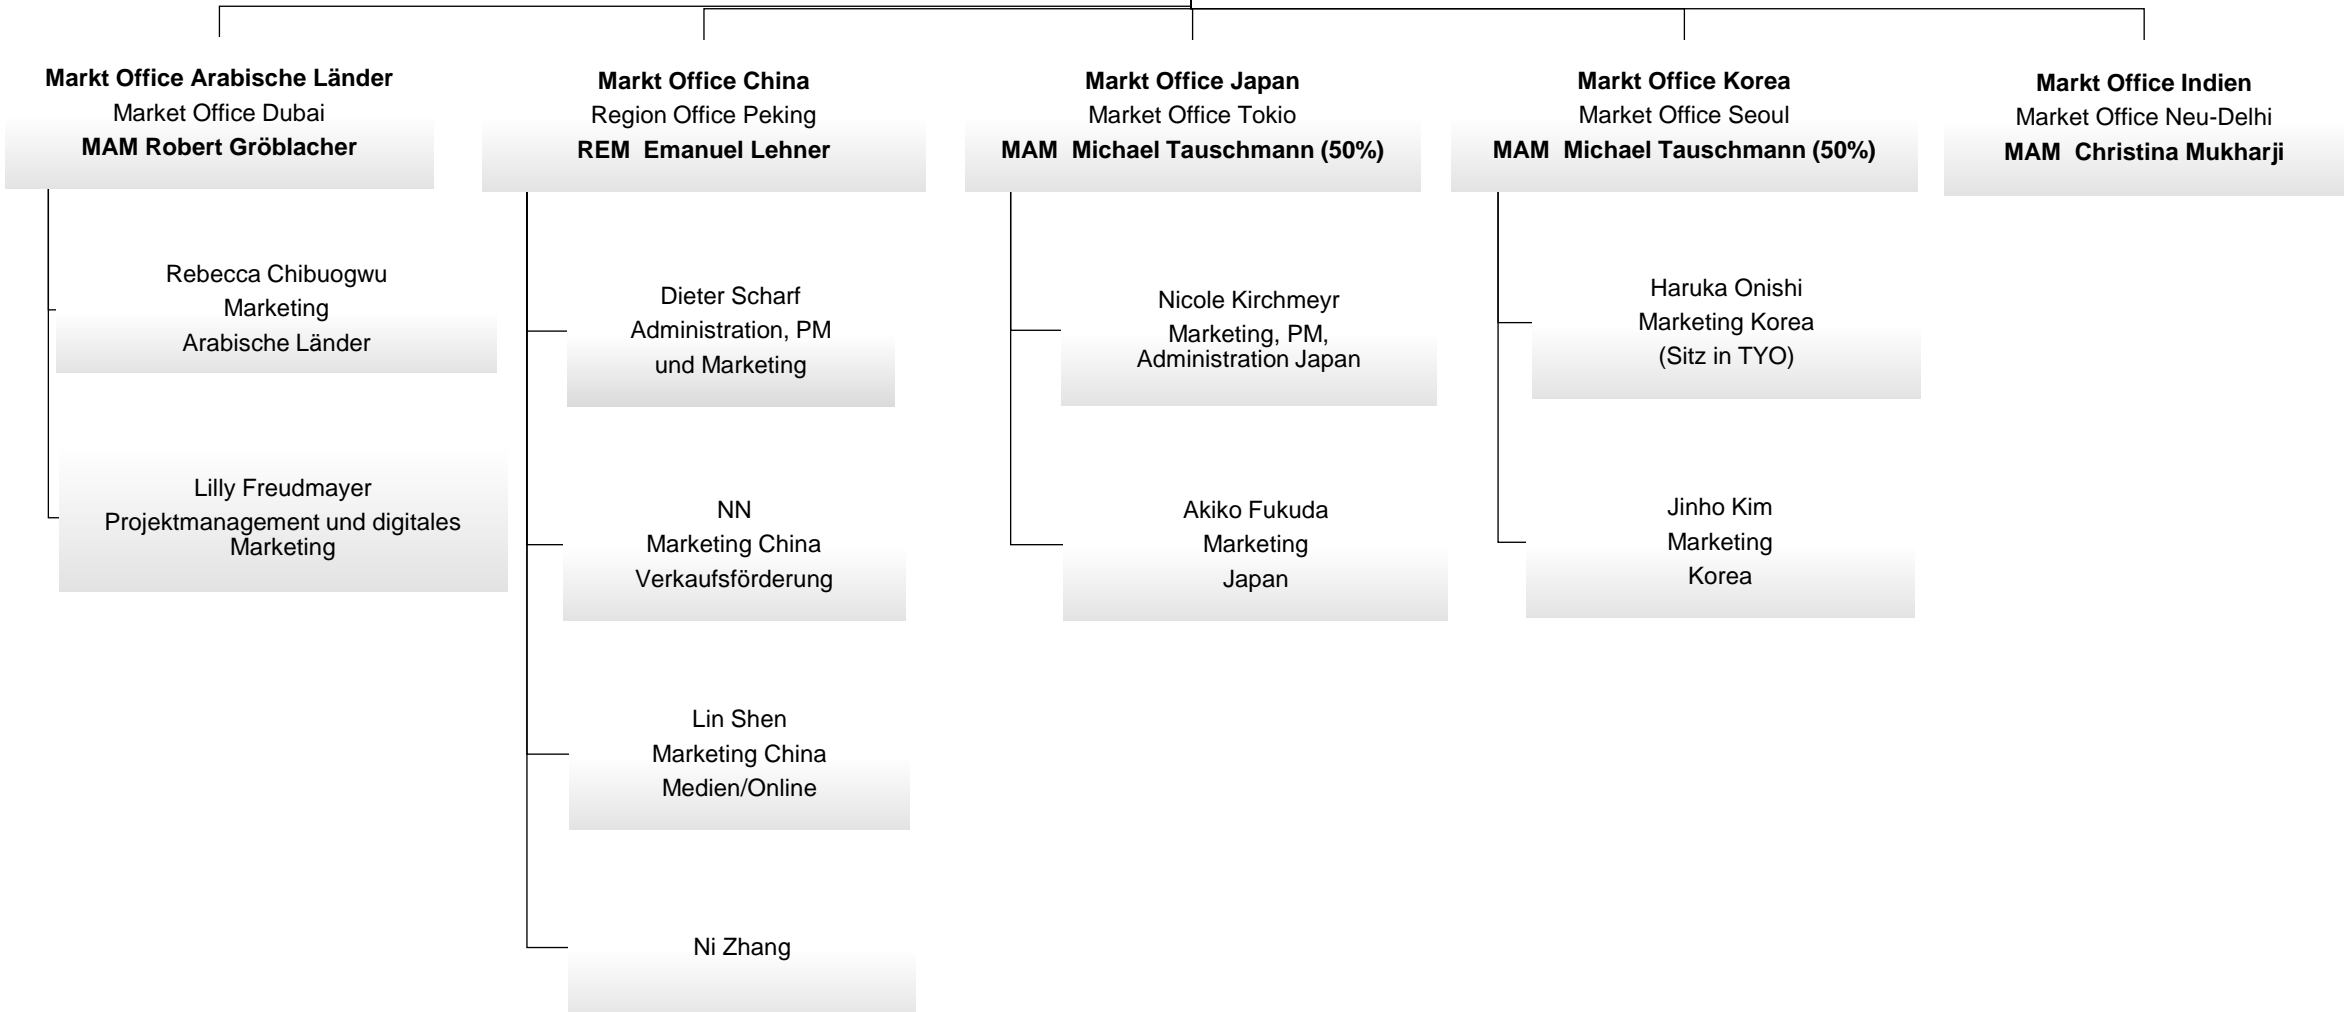 Markt Office Arabische Länder
Market Office Dubai
MAM Robert Gröblacher
Rebecca Chibuogwu
Marketing
Arabische Länder
Lilly Freudmayer
Projektmanagement und digitales
Marketing
Markt Office China
Region Office Peking
REM  Emanuel Lehner
Dieter Scharf
Administration, PM
und Marketing
NN
Marketing China
Verkaufsförderung
Lin Shen
Marketing China
Medien/Online
Ni Zhang
Markt Office Japan
Market Office Tokio
MAM  Michael Tauschmann (50%)
Nicole Kirchmeyr
Marketing, PM,
Administration Japan
Akiko Fukuda
Marketing
Japan
Markt Office Korea
Market Office Seoul
MAM  Michael Tauschmann (50%)
Haruka Onishi
Marketing Korea
(Sitz in TYO)
Jinho Kim
Marketing
Korea
Markt Office Indien
Market Office Neu-Delhi
MAM  Christina Mukharji